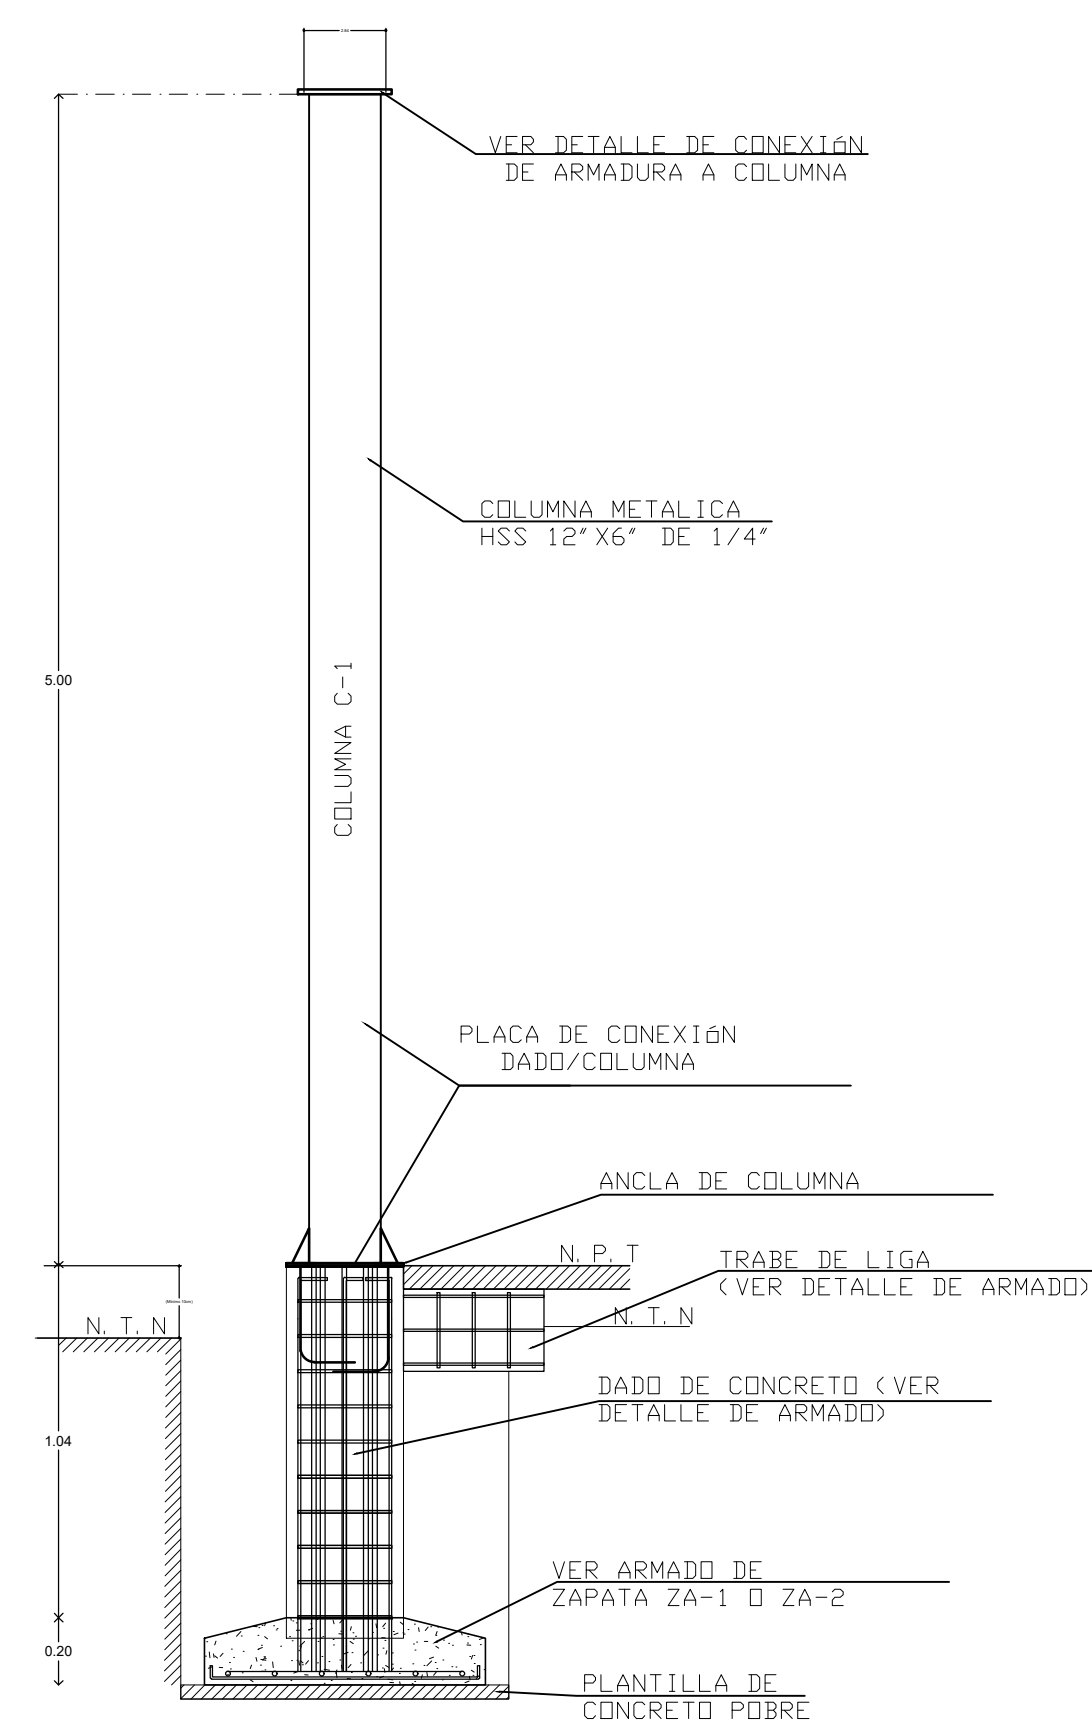 VER DETALLE DE CONEXIóN
DE ARMADURA A COLUMNA
COLUMNA METALICA
HSS 12"X6" DE 1/4"
5.00
COLUMNA C-1
PLACA DE CONEXIóN
DADO/COLUMNA
ANCLA DE COLUMNA
N. P. T
TRABE DE LIGA
(VER DETALLE DE ARMADO)
N. T. N
N. T. N
DADO DE CONCRETO (VER
DETALLE DE ARMADO)
1.04
VER ARMADO DE
ZAPATA ZA-1 O ZA-2
0.20
PLANTILLA DE
CONCRETO POBRE